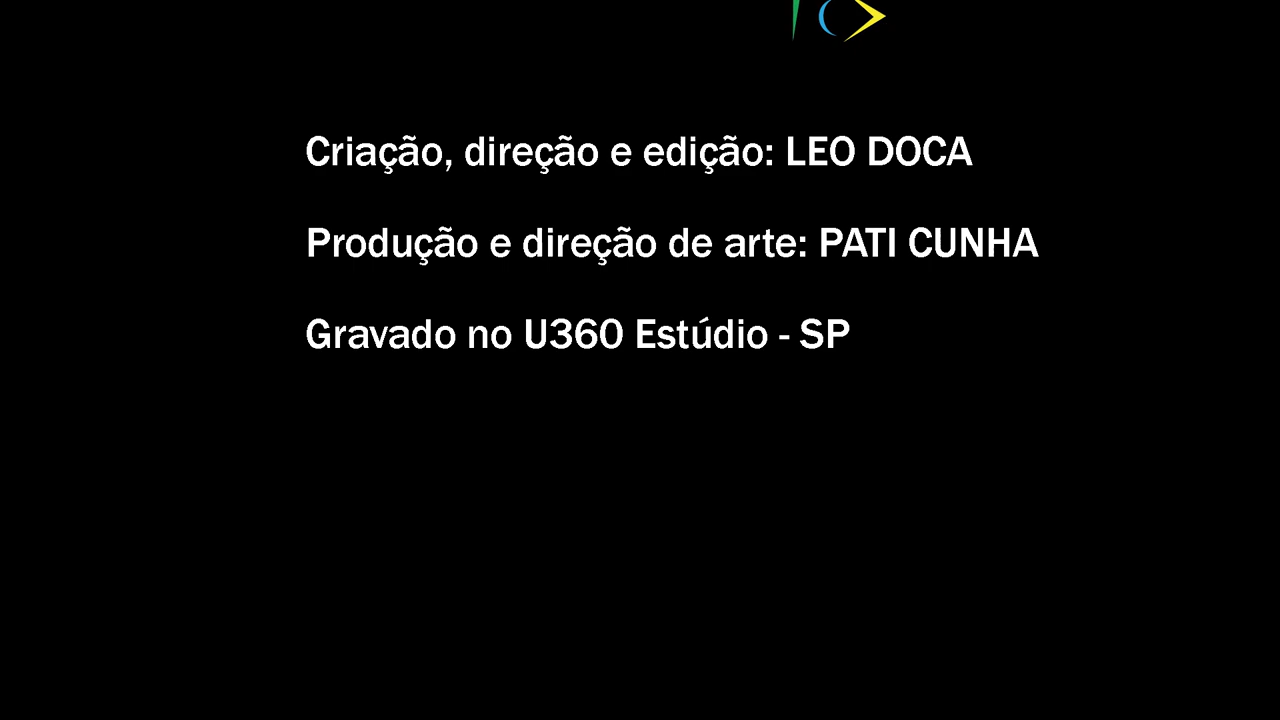 Criação, direção e edição: LEO DOCA
Produção e direção de arte: PATI CUNHA
Gravado no U360 Estúdio - SP